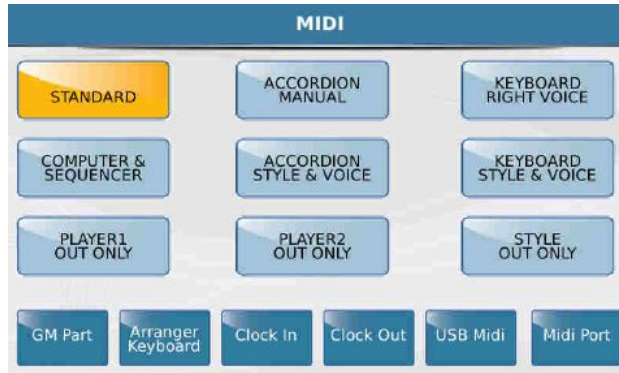 MIDI
STANDARD
ACCORDION
MANUAL
KEYBOARD
RIGHT VOICE
COMPUTER &
SEQUENCER
ACCORDION
STYLE & VOICE
KEYBOARD
STYLE & VOICE
PLAYER1
OUT ONLY
PLAYER2
OUT ONLY
STYLE
OUT ONLY
GM Part
Arranger
Keyboard
Clock In
Clock Out
USB Midi
Midi Port